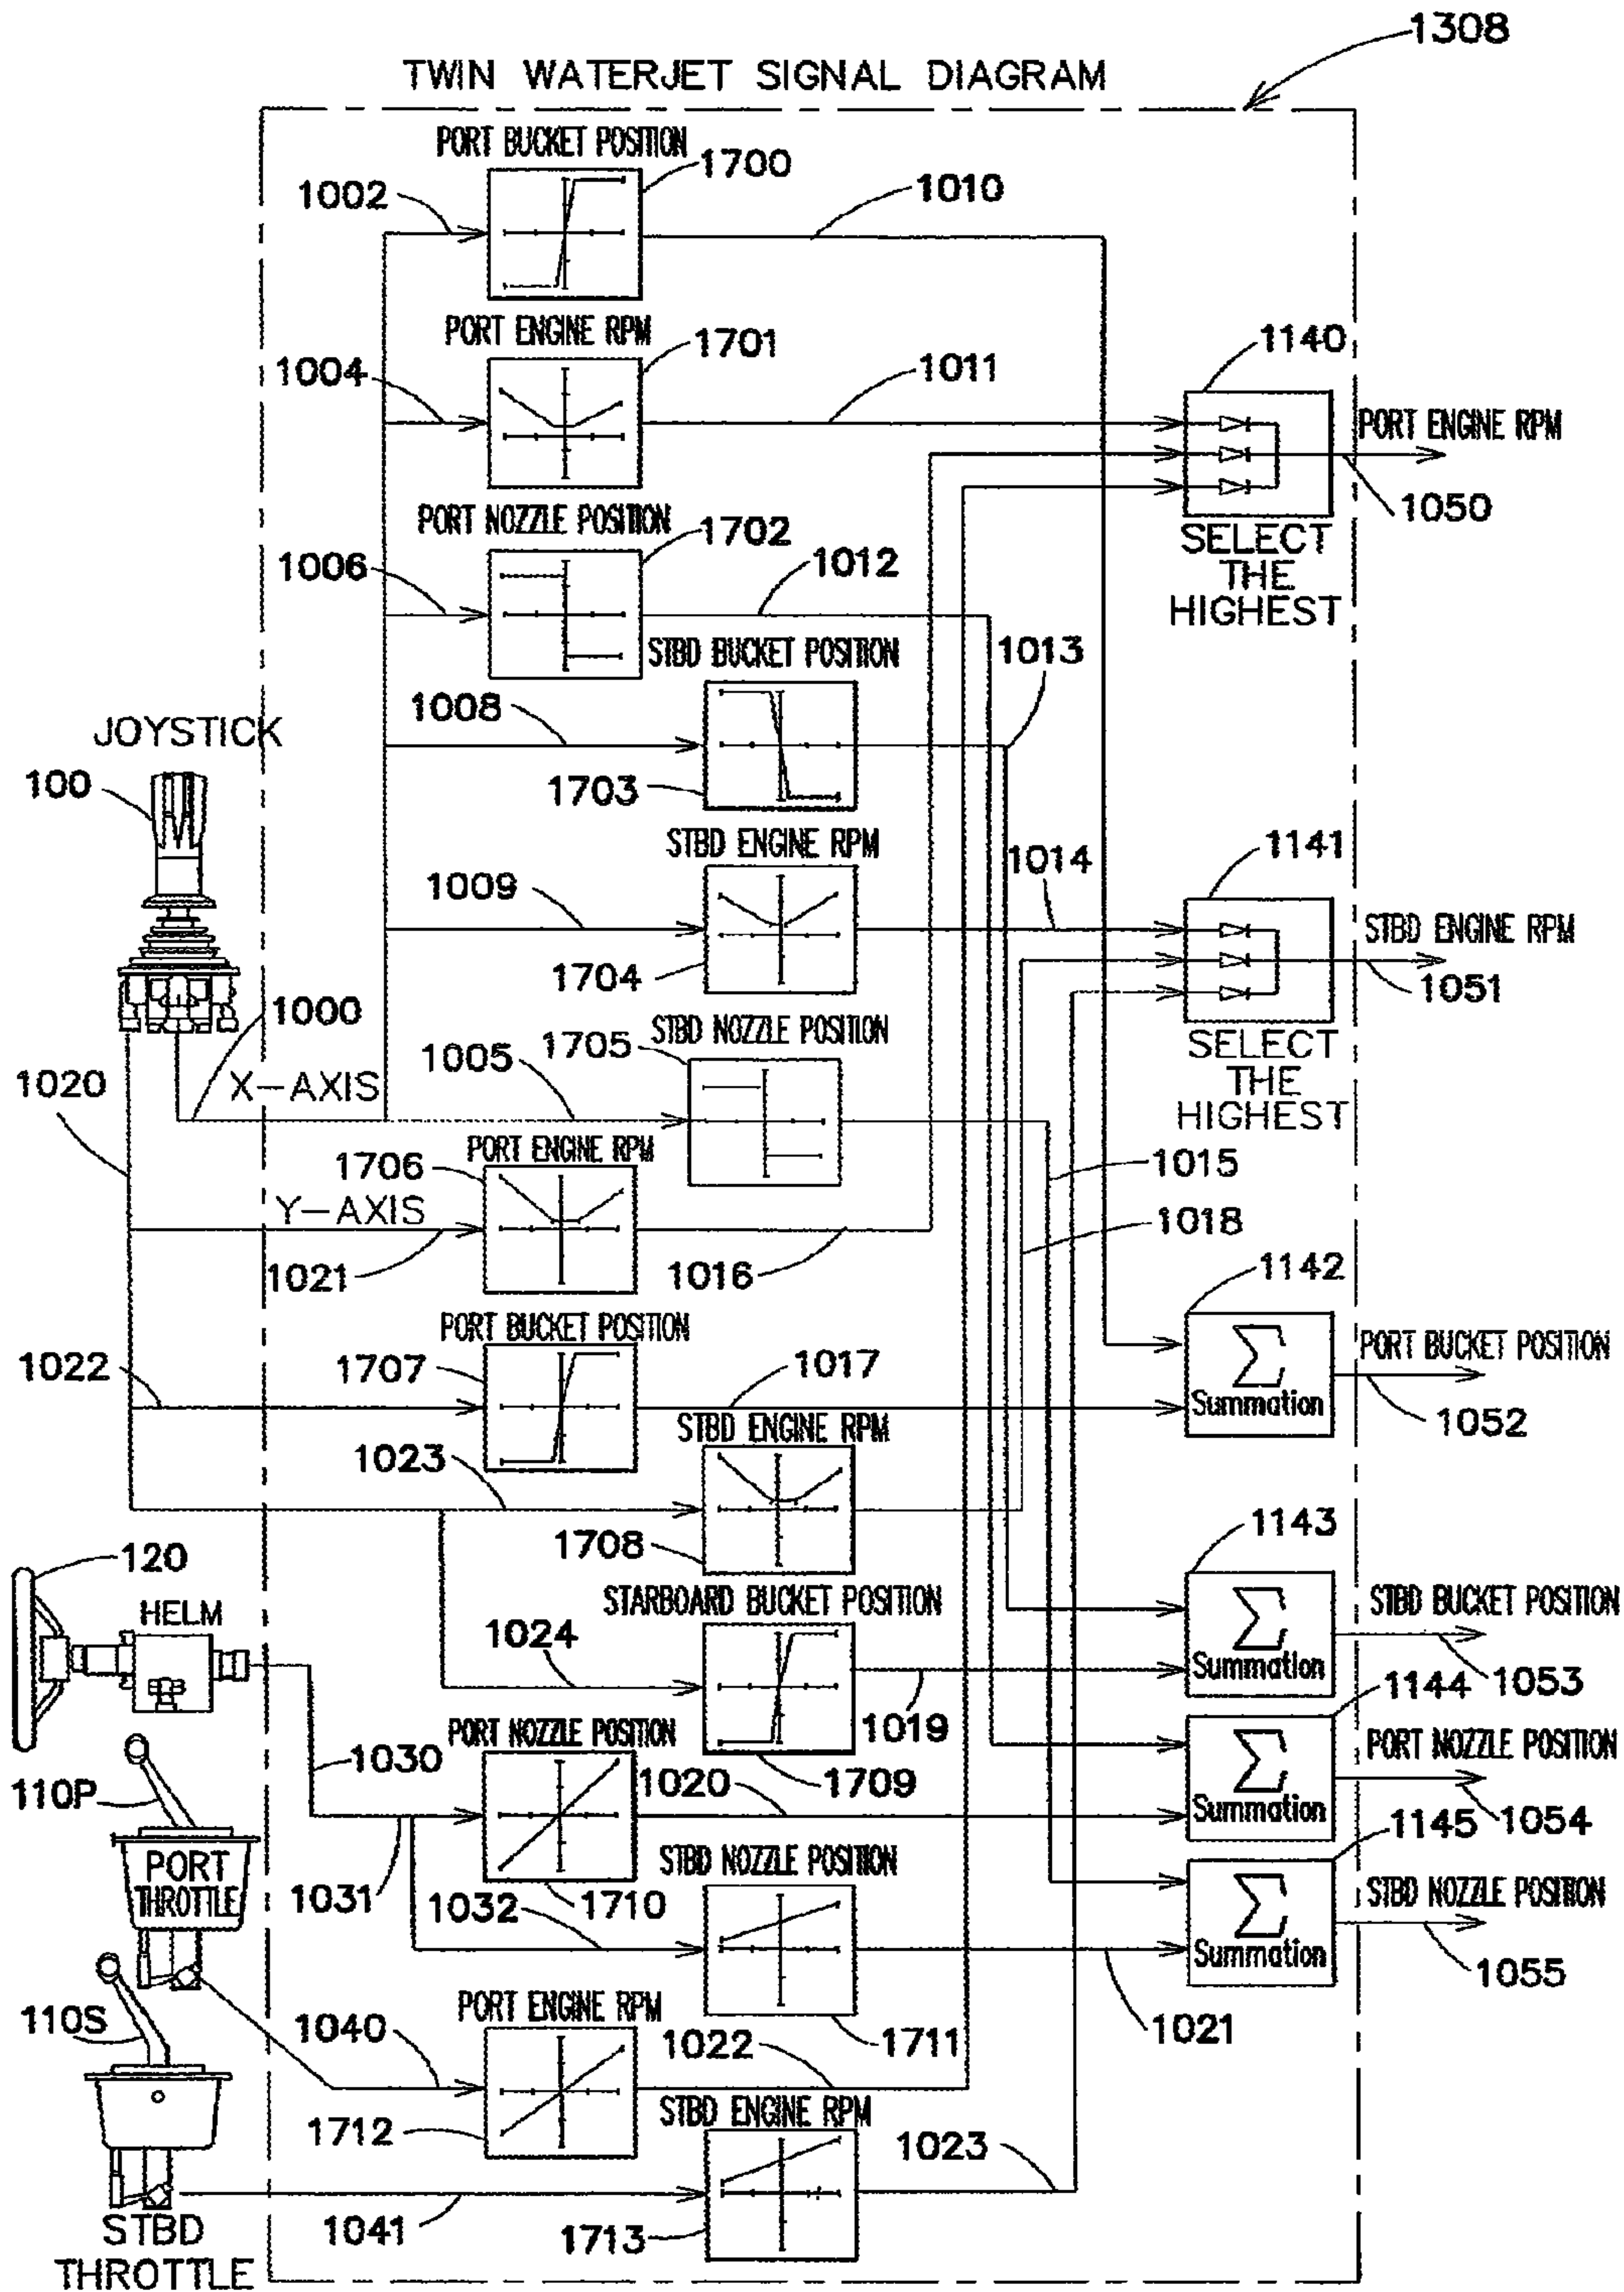 1308
TWIN WATERJET SIGNAL DIAGRAM
PORT BUCKET POSITION
1700
1002
1010
PORT ENGINE RPM
1701
1004
1011
1140
PORT ENGINE RPM
1050
SELECT
THE
HIGHEST
PORT NOZZLE POSITION
1702
1006
1012
STBD BUCKET POSITION
1013
1008
1703
JOYSTICK
100
STBD ENGINE RPM
1014
1141
1009
1704
STBD ENGINE RPM
1051
SELECT
THE
HIGHEST
1000
STBD NOZZLE POSITION
1705
1005
X-AXIS
1020
PORT ENGINE RPM
1706
1015
Y-AXIS
1018
1021
1016
1142
PORT BUCKET POSITION
1707
1017
1022
Σ
Summation
PORT BUCKET POSITION
1052
STBD ENGINE RPM
1023
1708
1143
120
HELM
STARBOARD BUCKET POSITION
1024
Σ
Summation
STBD BUCKET POSITION
1053
1019
1144
PORT NOZZLE POSITION
1030
1709
1020
110P
Σ
Summation
PORT NOZZLE POSITION
1054
1145
PORT
THROTTLE
1031
1710
STBD NOZZLE POSITION
1032
Σ
Summation
STBD NOZZLE POSITION
1055
1711
1021
110S
PORT ENGINE RPM
1040
1022
1712
STBD ENGINE RPM
1023
1041
1713
STBD
THROTTLE